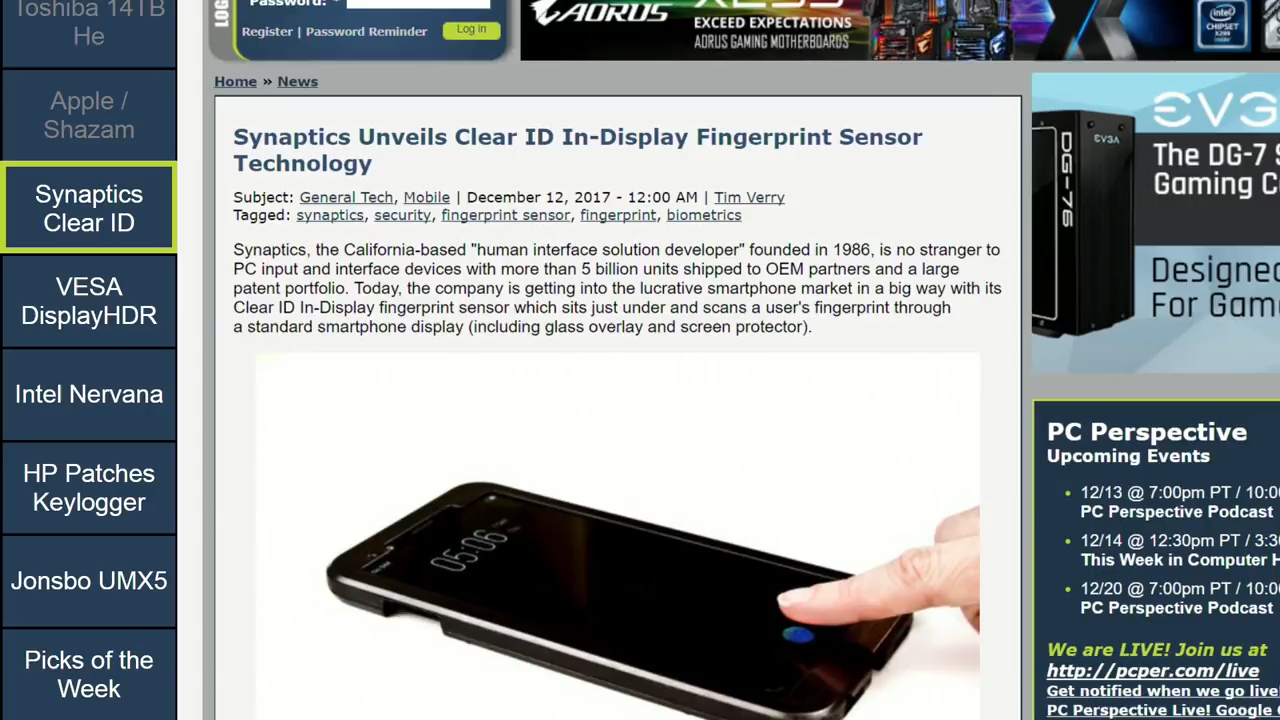 Toshiba 14TB
He
Apple /
Shazam
Synaptics
Clear ID
VESA
DisplayHDR
Intel Nervana
HP Patches
Keylogger
Jonsbo UMX5
Picks of the
Week
LOG
Password: *
Register | Password Reminder
Log in
AORUS
EXCEED EXPECTATIONS
AORUS GAMING MOTHERBOARDS
intel
X299
Home » News
Synaptics Unveils Clear ID In-Display Fingerprint Sensor
Technology
Subject: General Tech, Mobile | December 12, 2017 - 12:00 AM | Tim Verry
Tagged: synaptics, security, fingerprint sensor, fingerprint, biometrics
Synaptics, the California-based "human interface solution developer" founded in 1986, is no stranger to
PC input and interface devices with more than 5 billion units shipped to OEM partners and a large
patent portfolio. Today, the company is getting into the lucrative smartphone market in a big way with its
Clear ID In-Display fingerprint sensor which sits just under and scans a user's fingerprint through
a standard smartphone display (including glass overlay and screen protector).
05:06
EVGA
DG-76
EVGA
The DG-7 S
Gaming C
Designed
For Gam
PC Perspective
Upcoming Events
• 12/13 @ 7:00pm PT / 10:0
PC Perspective Podcast
• 12/14 @ 12:30pm PT / 3:3
This Week in Computer H
• 12/20 @ 7:00pm PT / 10:0
PC Perspective Podcast
We are LIVE! Join us at
http://pcper.com/live
Get notified when we go live
PC Perspective Live! Google C